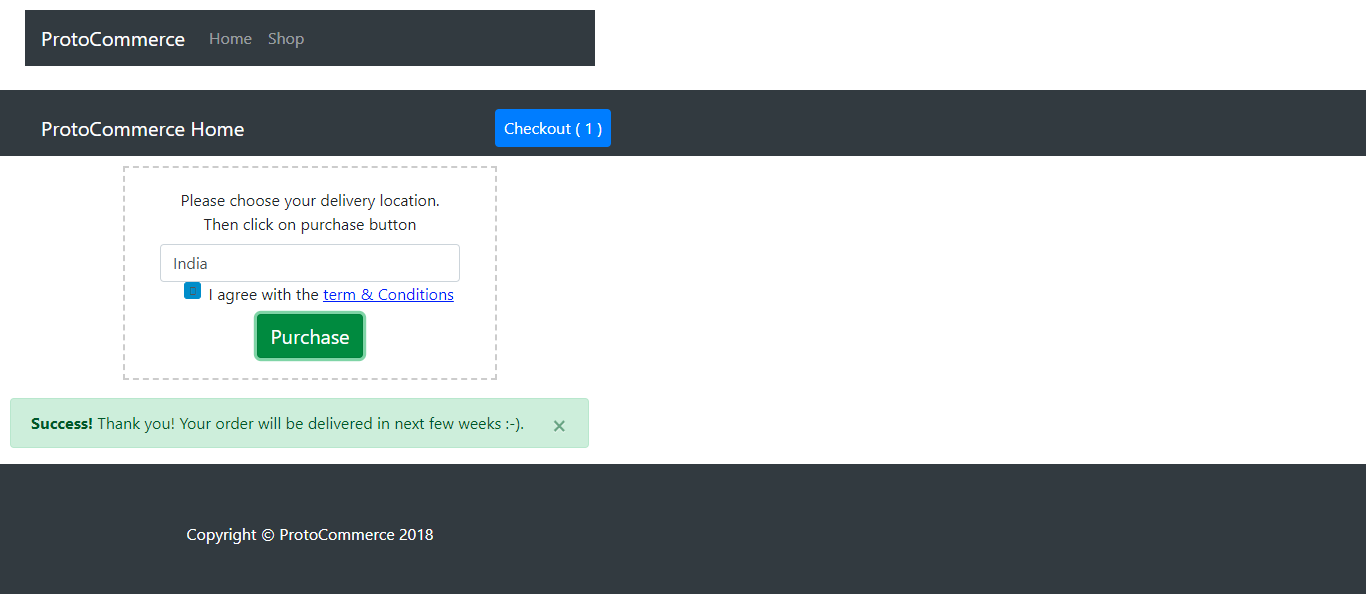 ProtoCommerce Home Shop
ProtoCommerce Home Checkout ( 1 )
Please choose your delivery location.
Then click on purchase button
India
I agree with the term & Conditions
Purchase
Success! Thank you! Your order will be delivered in next few weeks :-). ×
Copyright © ProtoCommerce 2018